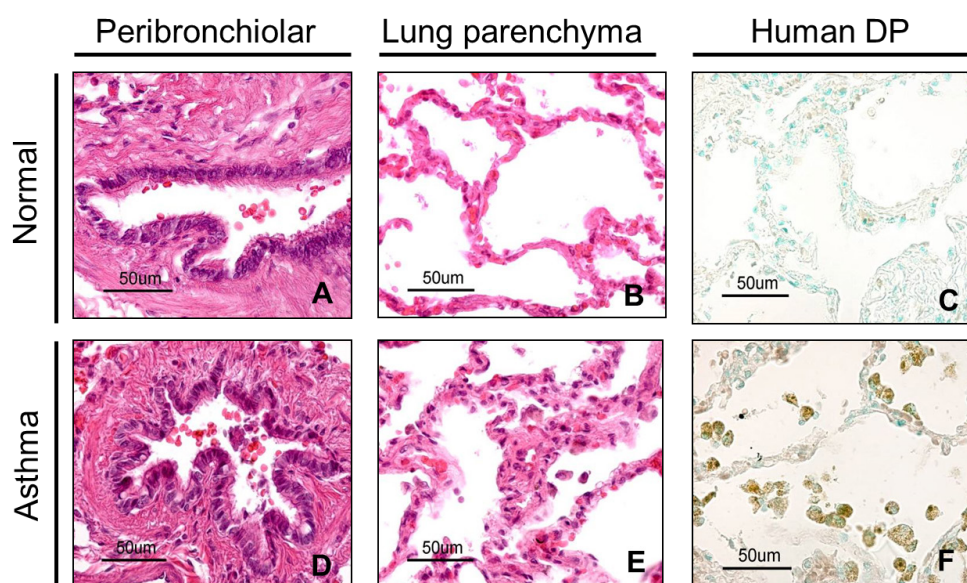 Peribronchiolar
Lung parenchyma
Human DP
Normal
50um
A
50um
B
50um
C
Asthma
50um
D
50um
E
50um
F